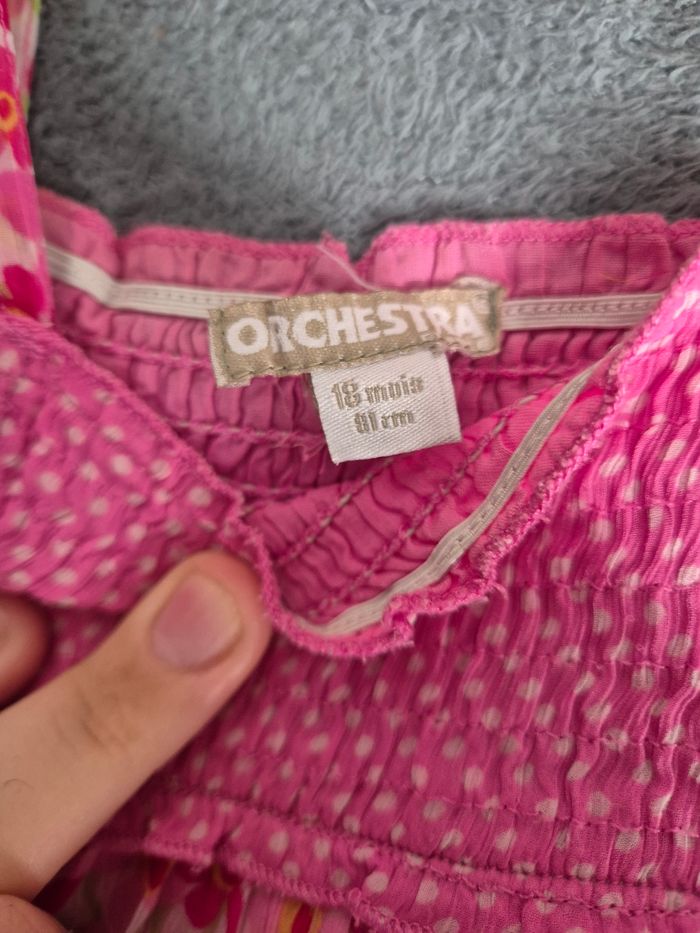 ORCHESTRA
18 mois
81 cm